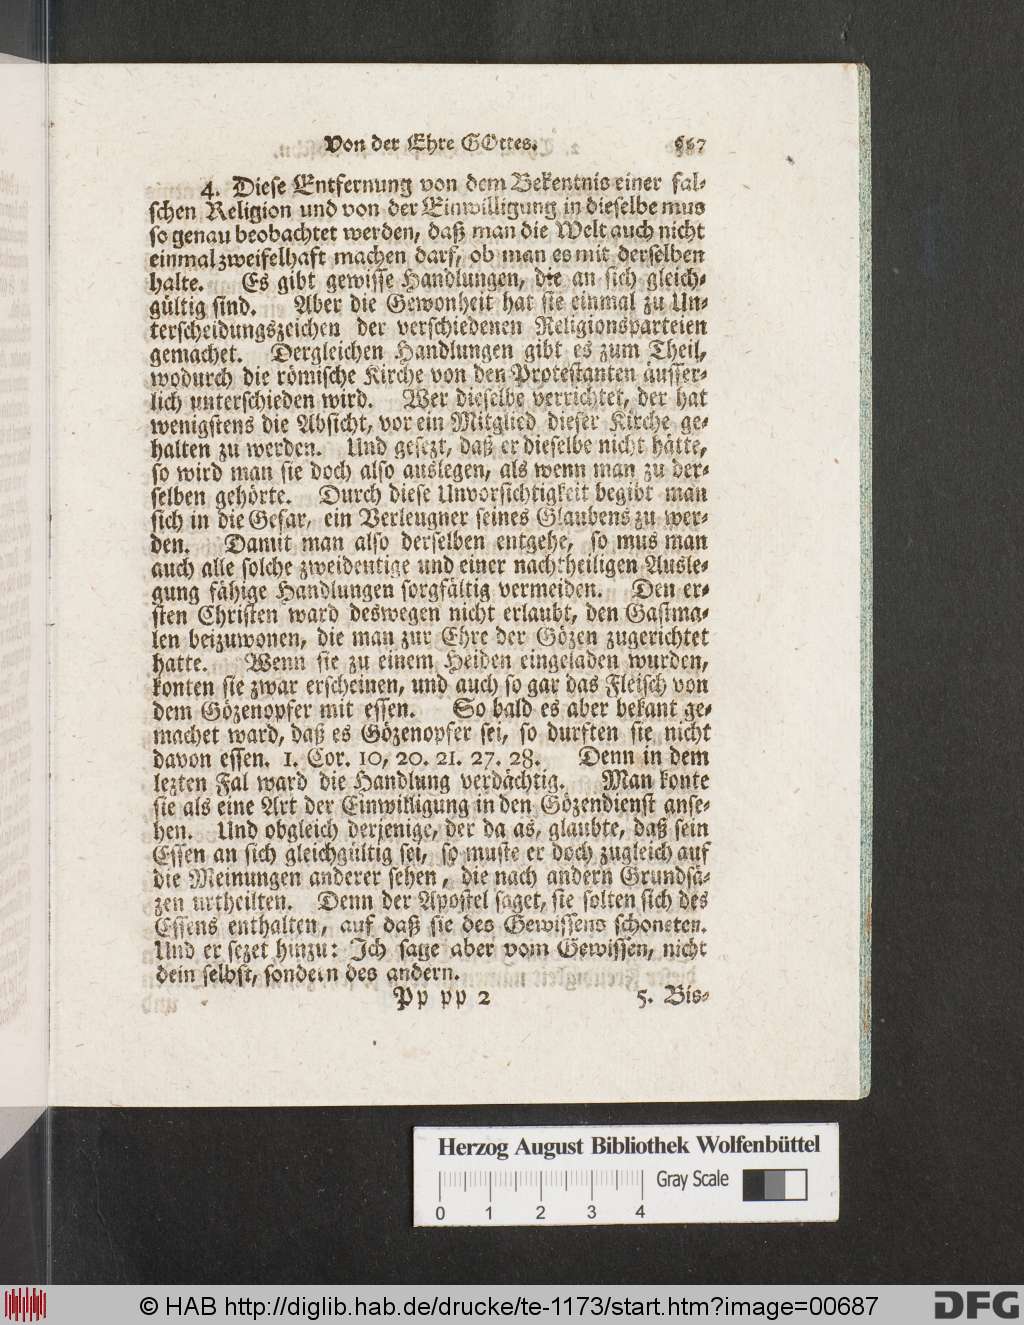 Von der Ehre GOttes. 667
4. Diese Entfernung von dem Bekentnis einer fal-
schen Religion und von der Einwilligung in dieselbe mus
so genau beobachtet werden, daß man die Welt auch nicht
einmal zweifelhaft machen darf, ob man es mit derselben
halte. Es gibt gewisse Handlungen, die an sich gleich-
gültig sind. Aber die Gewonheit hat sie einmal zu Un-
terscheidungszeichen der verschiedenen Religionsparteien
gemachet. Dergleichen Handlungen gibt es zum Theil,
wodurch die römische Kirche von den Protestanten äusser-
lich unterschieden wird. Wer dieselbe verrichtet, der hat
wenigstens die Absicht, vor ein Mitglied dieser Kirche ge-
halten zu werden. Und gesezt, daß er dieselbe nicht hätte,
so wird man sie doch also auslegen, als wenn man zu der-
selben gehörte. Durch diese Unvorsichtigkeit begibt man
sich in die Gefar, ein Verleugner seines Glaubens zu wer-
den. Damit man also derselben entgehe, so mus man
auch alle solche zweideutige und einer nachtheiligen Ausle-
gung fähige Handlungen sorgfältig vermeiden. Den er-
sten Christen ward deswegen nicht erlaubt, den Gastma-
len beizuwonen, die man zur Ehre der Gözen zugerichtet
hatte. Wenn sie zu einem Heiden eingeladen wurden,
konten sie zwar erscheinen, und auch so gar das Fleisch von
dem Gözenopfer mit essen. So bald es aber bekant ge-
machet ward, daß es Gözenopfer sei, so durften sie nicht
davon essen. 1. Cor. 10, 20. 21. 27. 28. Denn in dem
lezten Fal ward die Handlung verdächtig. Man konte
sie als eine Art der Einwilligung in den Gözendienst anse-
hen. Und obgleich derjenige, der da as, glaubte, daß sein
Essen an sich gleichgültig sei, so muste er doch zugleich auf
die Meinungen anderer sehen, die nach andern Grundsä-
zen urtheilten. Denn der Apostel saget, sie solten sich des
Essens enthalten, auf daß sie des Gewissens schoneten.
Und er sezet hinzu: Ich sage aber vom Gewissen, nicht
dein selbst, sondern des andern.
Pp pp 2 5. Bis-
Herzog August Bibliothek Wolfenbüttel
Gray Scale
0 1 2 3 4
© HAB http://diglib.hab.de/drucke/te-1173/start.htm?image=00687 DFG